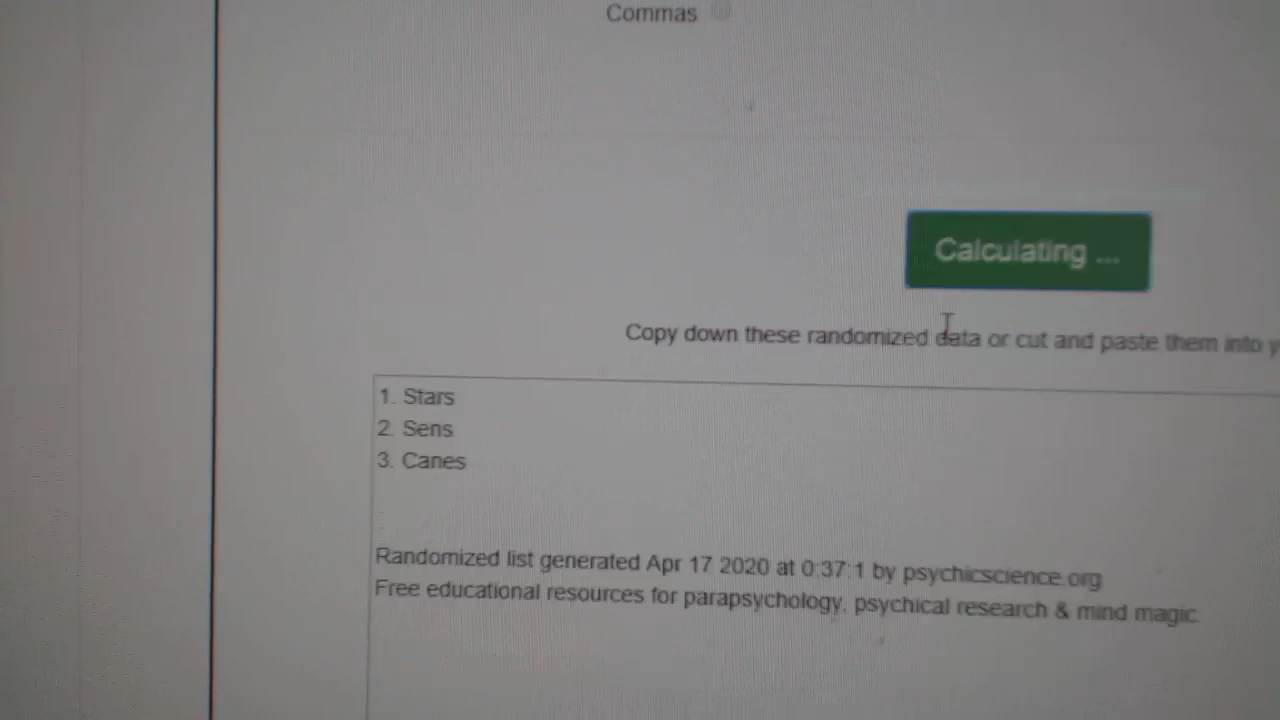 Commas
Calculating ...
Copy down these randomized data or cut and paste them into y
1. Stars
2. Sens
3. Canes
Randomized list generated Apr 17 2020 at 0:37:1 by psychicscience.org
Free educational resources for parapsychology, psychical research & mind magic.